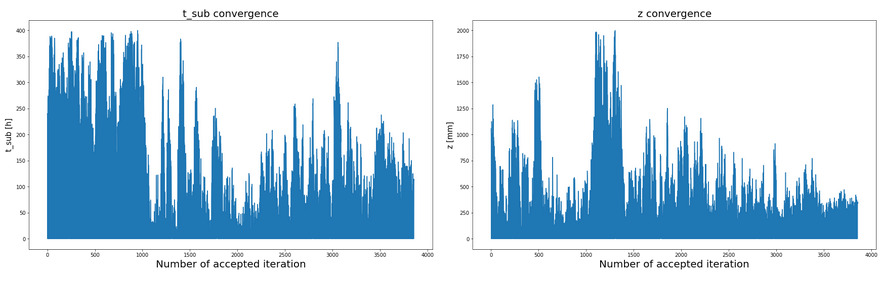 t_sub convergence
t_sub [h]
400
350
300
250
200
150
100
50
0
0 500 1000 1500 2000 2500 3000 3500 4000
Number of accepted iteration
z convergence
z [mm]
2000
1750
1500
1250
1000
750
500
250
0
0 500 1000 1500 2000 2500 3000 3500 4000
Number of accepted iteration